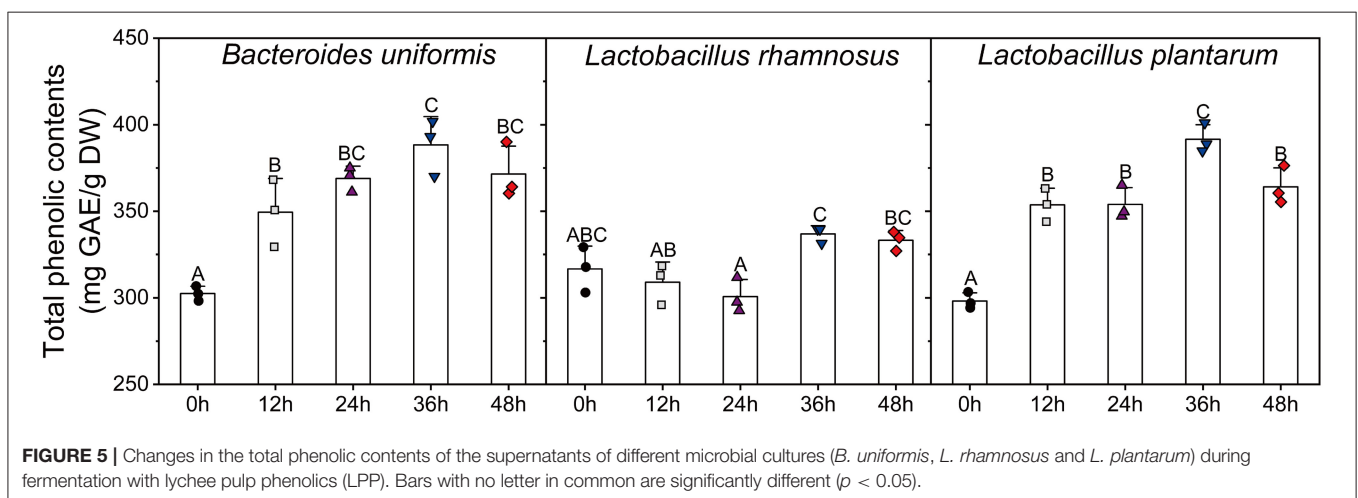 Total phenolic contents
(mg GAE/g DW)
450
400
350
300
250
Bacteroides uniformis
A
B
BC
C
BC
0h 12h 24h 36h 48h
Lactobacillus rhamnosus
ABC
AB
A
C
BC
0h 12h 24h 36h 48h
Lactobacillus plantarum
A
B
B
C
B
0h 12h 24h 36h 48h
FIGURE 5 | Changes in the total phenolic contents of the supernatants of different microbial cultures (B. uniformis, L. rhamnosus and L. plantarum) during
fermentation with lychee pulp phenolics (LPP). Bars with no letter in common are significantly different (p < 0.05).